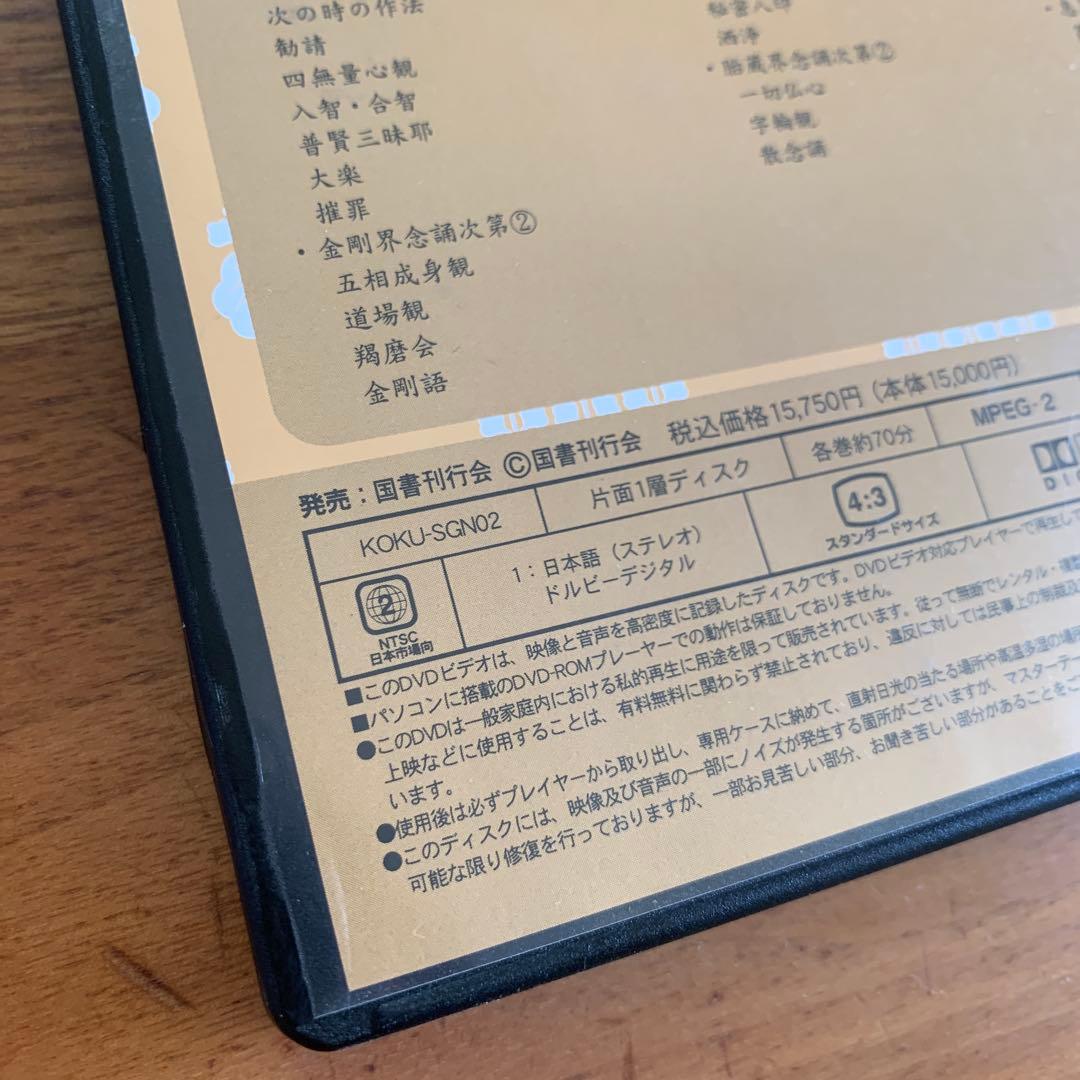 次の時の作法
勧請
四無量心観
入智・合智
普賢三昧耶
大楽
摧罪
・金剛界念誦次第②
五相成身観
道場観
羯磨会
金剛語
洒浄
・胎蔵界念誦次第②
一切仏心
字輪観
散念誦
発売：国書刊行会 Ⓒ国書刊行会 税込価格15,750円（本体15,000円）
KOKU-SGN02
片面1層ディスク
各巻約70分
MPEG-2
2
NTSC
日本市場向
1：日本語（ステレオ）
ドルビーデジタル
4:3
スタンダードサイズ
■このDVDビデオは、映像と音声を高密度に記録したディスクです。DVDビデオ対応プレイヤーで再生して
■パソコンに搭載のDVD-ROMプレーヤーでの動作は保証しておりません。
●このDVDは一般家庭内における私的再生に用途を限って販売されています。従って無断でレンタル・複製
上映などに使用することは、有料無料に関わらず禁止されており、違反に対しては民事上の制裁及
います。
●使用後は必ずプレイヤーから取り出し、専用ケースに納めて、直射日光の当たる場所や高温多湿の場所
●このディスクには、映像及び音声の一部にノイズが発生する箇所がございますが、マスターテー
可能な限り修復を行っておりますが、一部お見苦しい部分、お聞き苦しい部分があることをご